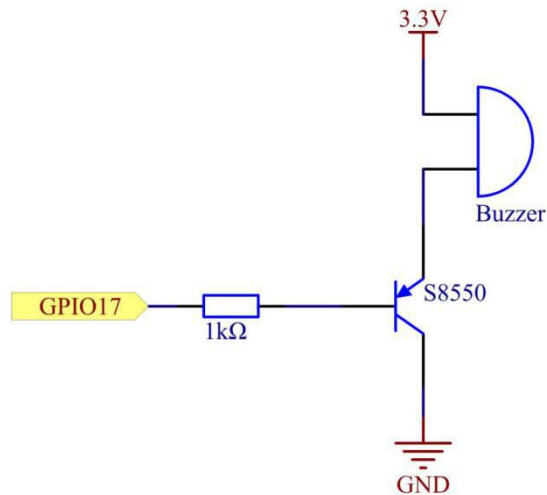 3.3V
Buzzer
S8550
GPIO17
1kΩ
GND